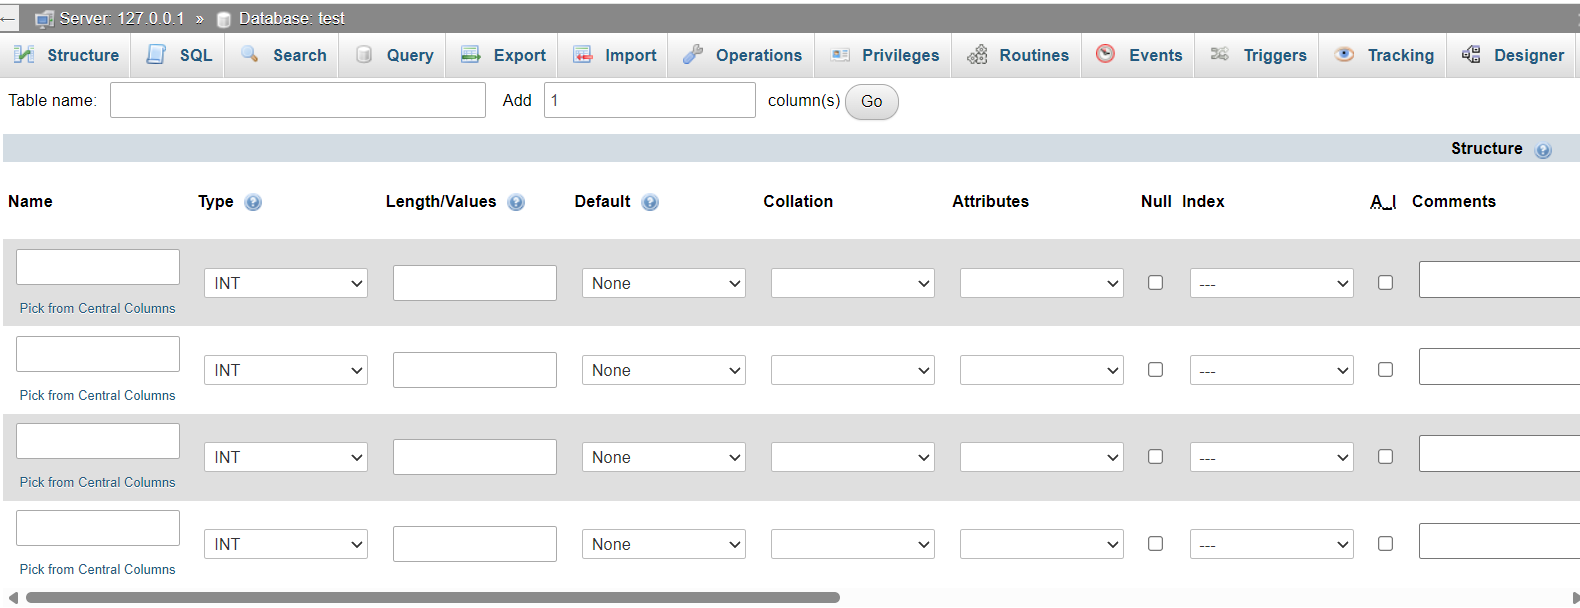 ← Server: 127.0.0.1 » Database: test
Structure SQL Search Query Export Import Operations Privileges Routines Events Triggers Tracking Designer
Table name: Add 1 column(s) Go
Structure
Name Type Length/Values Default Collation Attributes Null Index A_I Comments
INT None ---
Pick from Central Columns
INT None ---
Pick from Central Columns
INT None ---
Pick from Central Columns
INT None ---
Pick from Central Columns